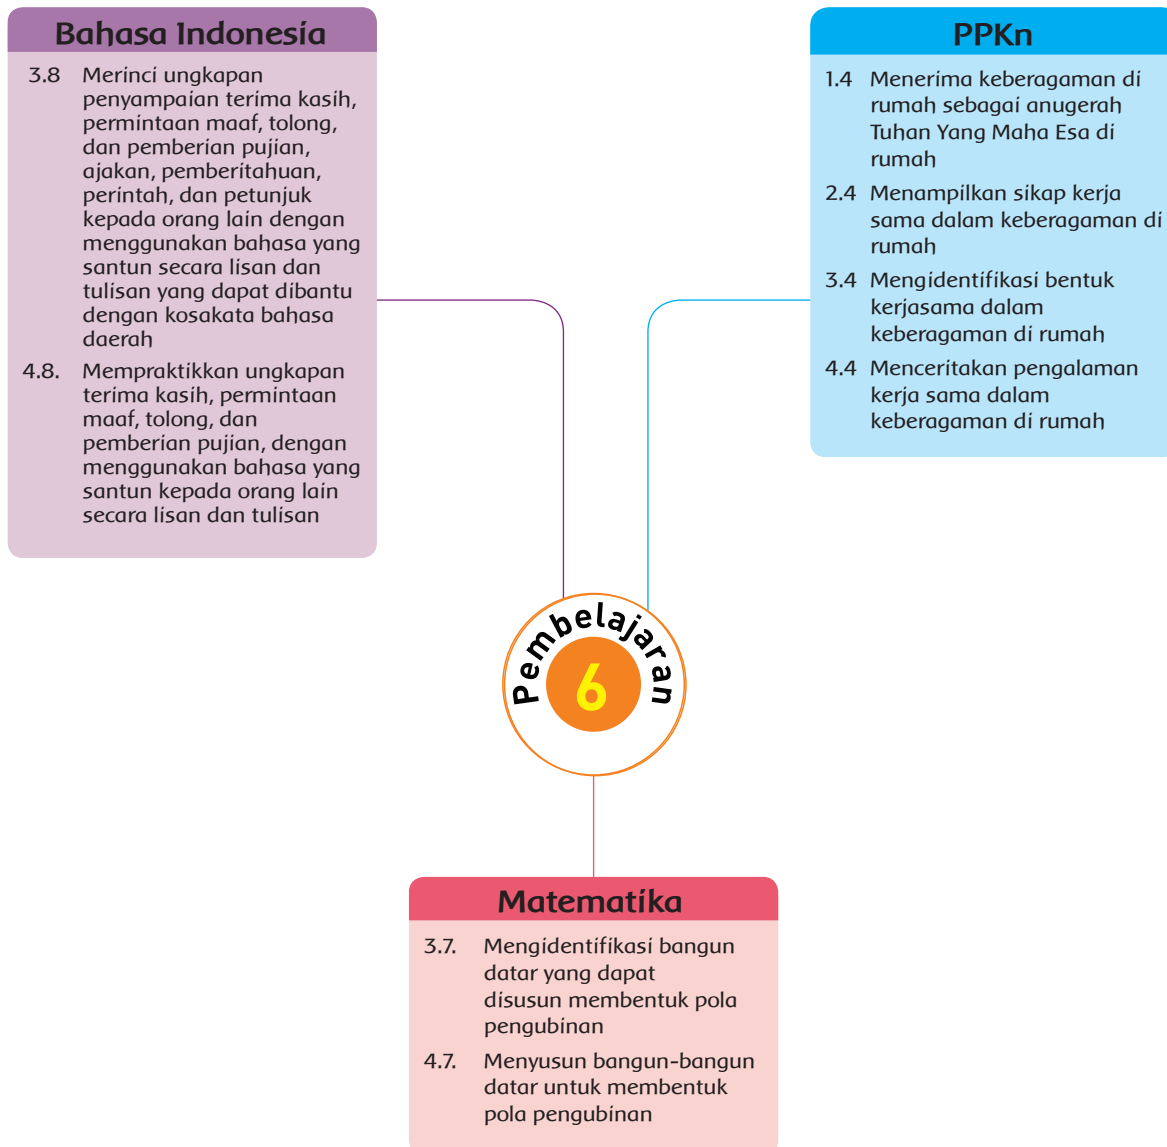 Bahasa Indonesia
3.8 Merinci ungkapan
penyampaian terima kasih,
permintaan maaf, tolong,
dan pemberian pujian,
ajakan, pemberitahuan,
perintah, dan petunjuk
kepada orang lain dengan
menggunakan bahasa yang
santun secara lisan dan
tulisan yang dapat dibantu
dengan kosakata bahasa
daerah
4.8. Mempraktikkan ungkapan
terima kasih, permintaan
maaf, tolong, dan
pemberian pujian, dengan
menggunakan bahasa yang
santun kepada orang lain
secara lisan dan tulisan
PPKn
1.4 Menerima keberagaman di
rumah sebagai anugerah
Tuhan Yang Maha Esa di
rumah
2.4 Menampilkan sikap kerja
sama dalam keberagaman di
rumah
3.4 Mengidentifikasi bentuk
kerjasama dalam
keberagaman di rumah
4.4 Menceritakan pengalaman
kerja sama dalam
keberagaman di rumah
Pembelajaran
6
Matematika
3.7. Mengidentifikasi bangun
datar yang dapat
disusun membentuk pola
pengubinan
4.7. Menyusun bangun-bangun
datar untuk membentuk
pola pengubinan